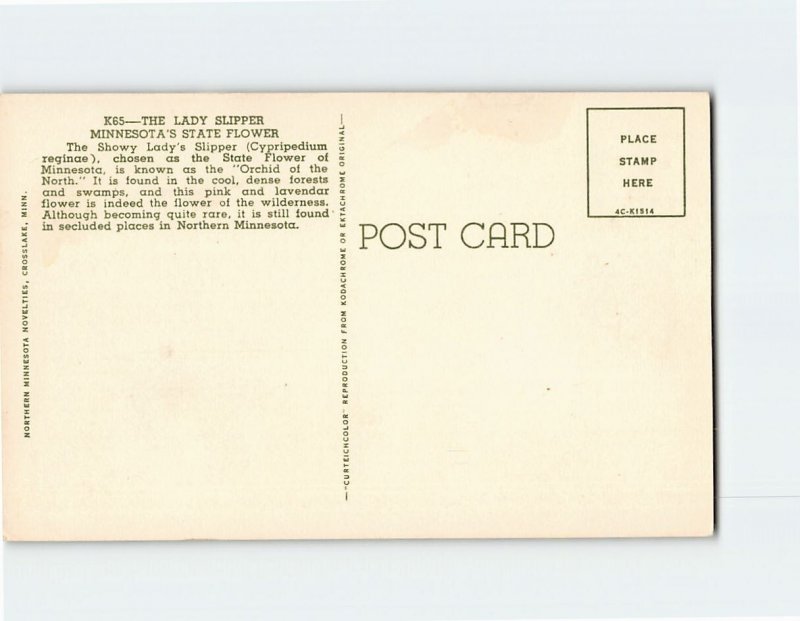 K65—THE LADY SLIPPER
MINNESOTA'S STATE FLOWER
The Showy Lady's Slipper (Cypripedium
reginae), chosen as the State Flower of
Minnesota, is known as the "Orchid of the
North." It is found in the cool, dense forests
and swamps, and this pink and lavendar
flower is indeed the flower of the wilderness.
Although becoming quite rare, it is still found
in secluded places in Northern Minnesota.
NORTHERN MINNESOTA NOVELTIES, CROSSLAKE, MINN.
—"CURTEICHCOLOR" REPRODUCTION FROM KODACHROME OR EKTACHROME ORIGINAL—
POST CARD
PLACE
STAMP
HERE
4C-K1514